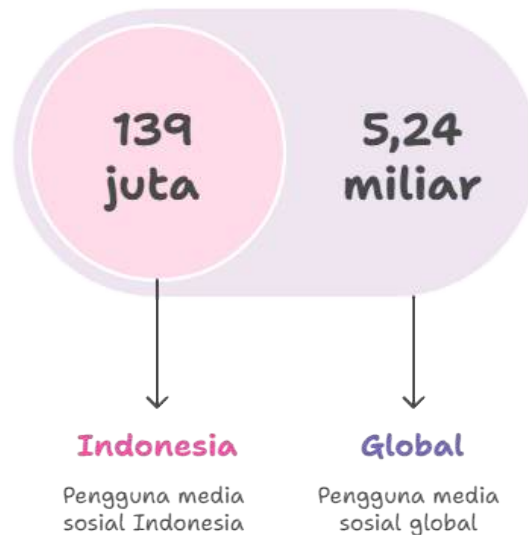 139
juta
5,24
miliar
Indonesia
Pengguna media
sosial Indonesia
Global
Pengguna media
sosial global